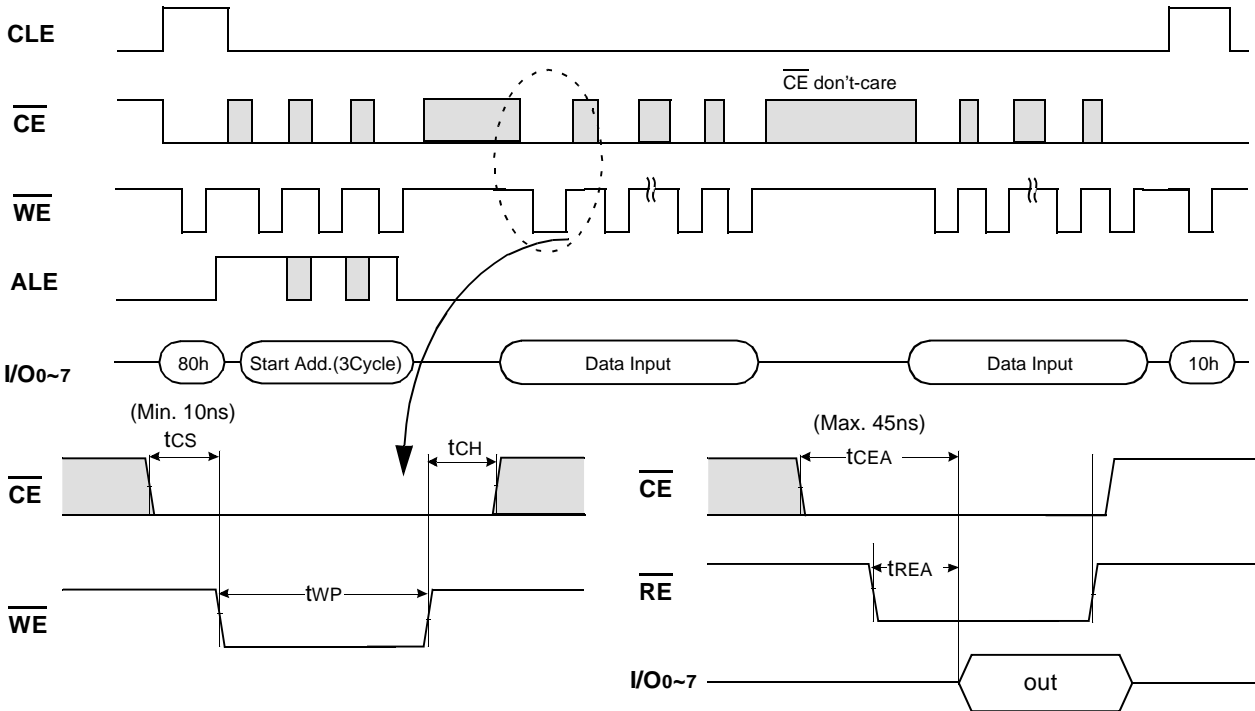 CLE
CE
CE don't-care
WE
ALE
I/O0~7
80h
Start Add.(3Cycle)
Data Input
Data Input
10h
(Min. 10ns)
tCS
tCH
CE
tWP
WE
(Max. 45ns)
tCEA
CE
tREA
RE
I/O0~7
out